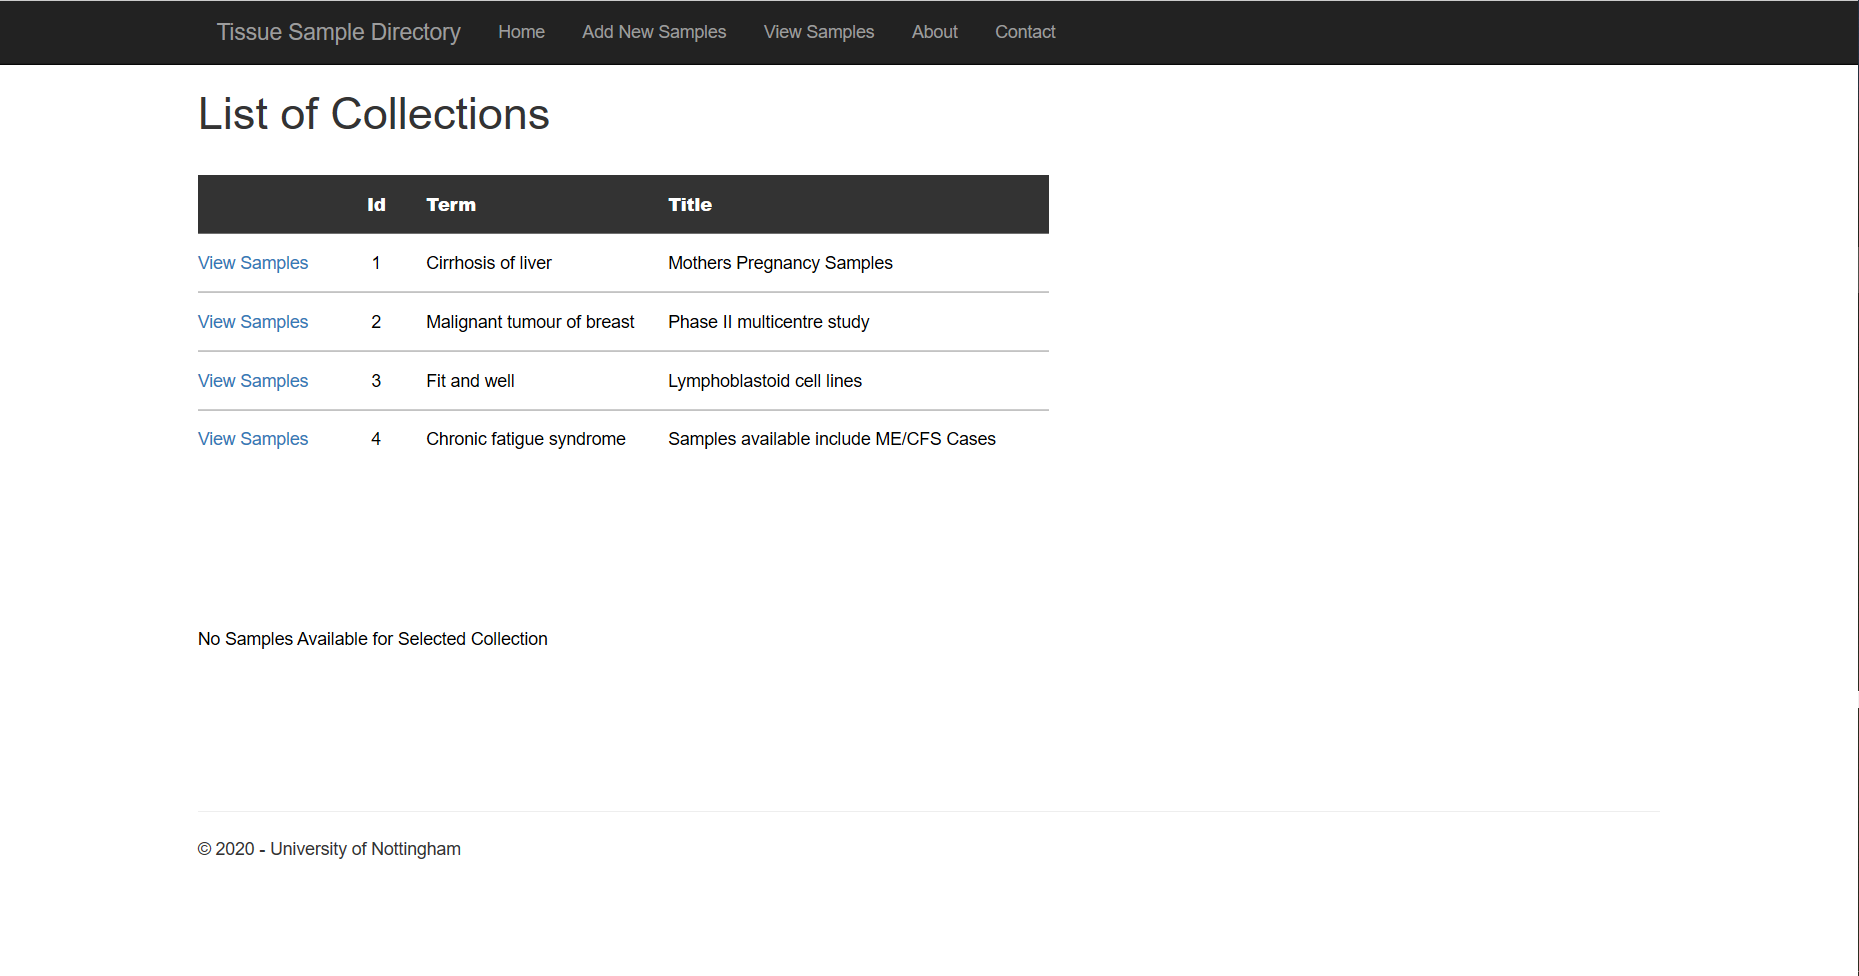 Tissue Sample Directory Home Add New Samples View Samples About Contact
List of Collections
Id Term Title
View Samples 1 Cirrhosis of liver Mothers Pregnancy Samples
View Samples 2 Malignant tumour of breast Phase II multicentre study
View Samples 3 Fit and well Lymphoblastoid cell lines
View Samples 4 Chronic fatigue syndrome Samples available include ME/CFS Cases
No Samples Available for Selected Collection
© 2020 - University of Nottingham